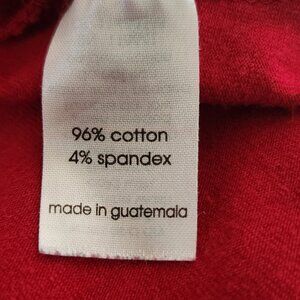 96% cotton
4% spandex
made in guatemala